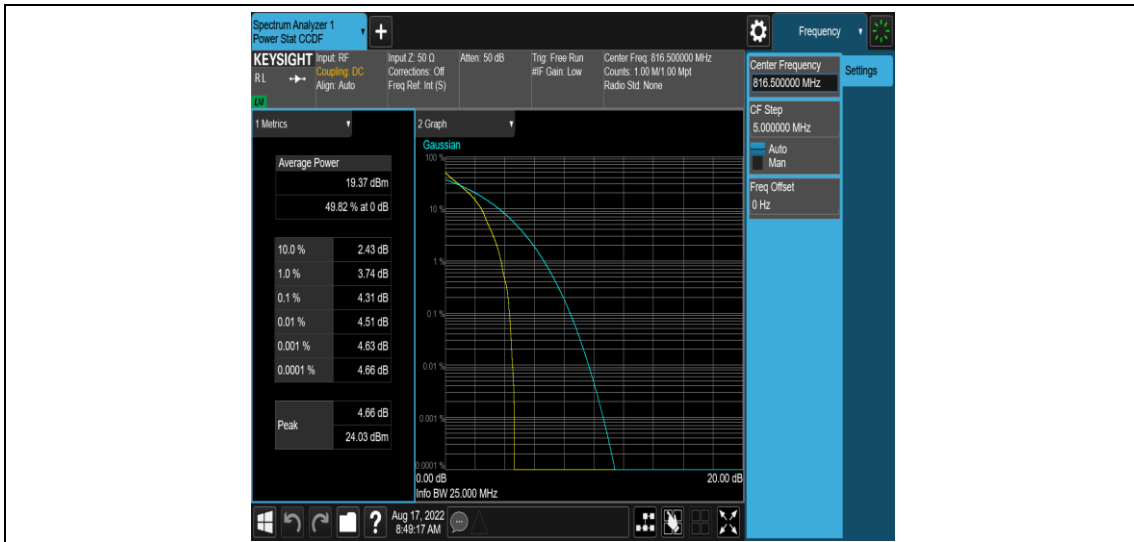 Spectrum Analyzer 1
Power Stat CCDF
+
Frequency
KEYSIGHT
RL
LXI
Input: RF
Coupling: DC
Align: Auto
Input Z: 50 Ω
Corrections: Off
Freq Ref: Int (S)
Atten: 50 dB
Trig: Free Run
#IF Gain: Low
Center Freq: 816.500000 MHz
Counts: 1.00 M/1.00 Mpt
Radio Std: None
Center Frequency
816.500000 MHz
Settings
CF Step
5.000000 MHz
Auto
Man
Freq Offset
0 Hz
1 Metrics
Average Power
19.37 dBm
49.82 % at 0 dB
10.0 % 2.43 dB
1.0 % 3.74 dB
0.1 % 4.31 dB
0.01 % 4.51 dB
0.001 % 4.63 dB
0.0001 % 4.66 dB
Peak
4.66 dB
24.03 dBm
2 Graph
Gaussian
100 %
10 %
1 %
0.1 %
0.01 %
0.001 %
0.0001 %
0.00 dB 20.00 dB
Info BW 25.000 MHz
?
Aug 17, 2022
8:49:17 AM